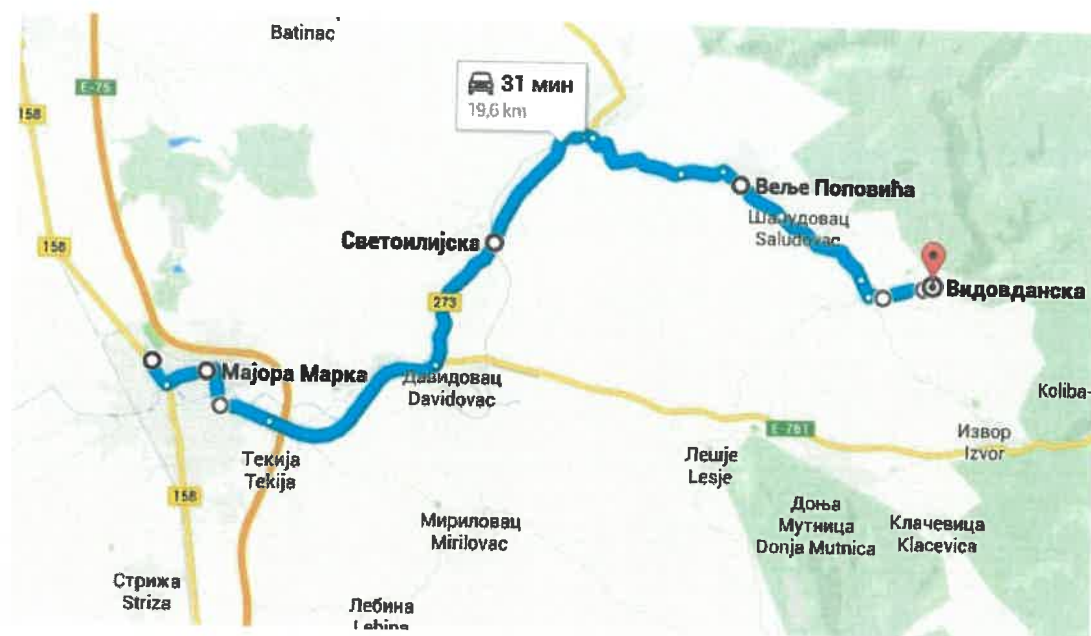 Batinac
E-75
158
31 мин
19,6 km
Веље Поповића
Шалудовац
Saludovac
Светоилијска
158
Видовданска
273
Мајора Марка
Давидовац
Davidovac
Koliba-
E-761
Извор
Izvor
Текија
Tekija
Лешје
Lesje
158
Мириловац
Mirilovac
Доња
Мутница
Donja Mutnica
Клачевица
Klacevica
Стрижа
Striza
Лебина
Lebina